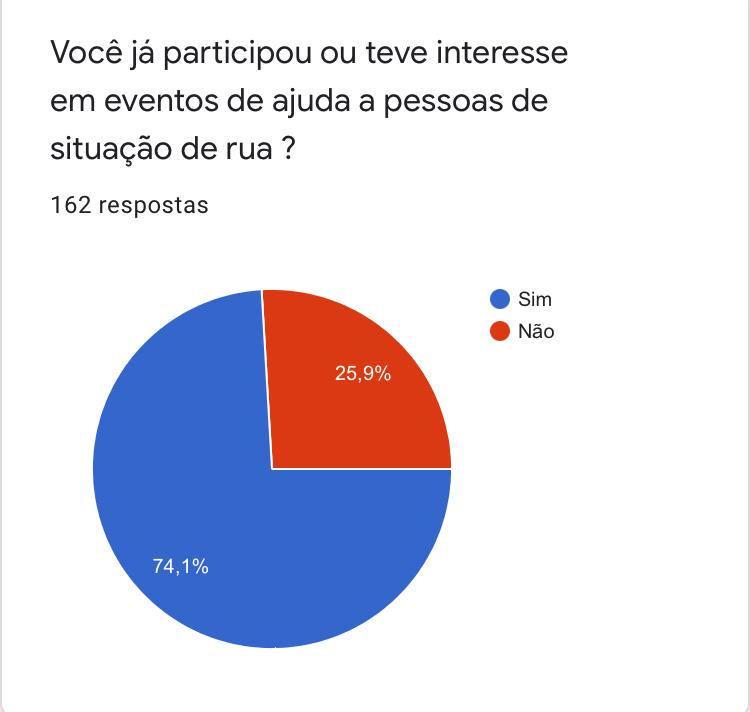 Você já participou ou teve interesse
em eventos de ajuda a pessoas de
situação de rua ?
162 respostas
Sim
Não
25,9%
74,1%